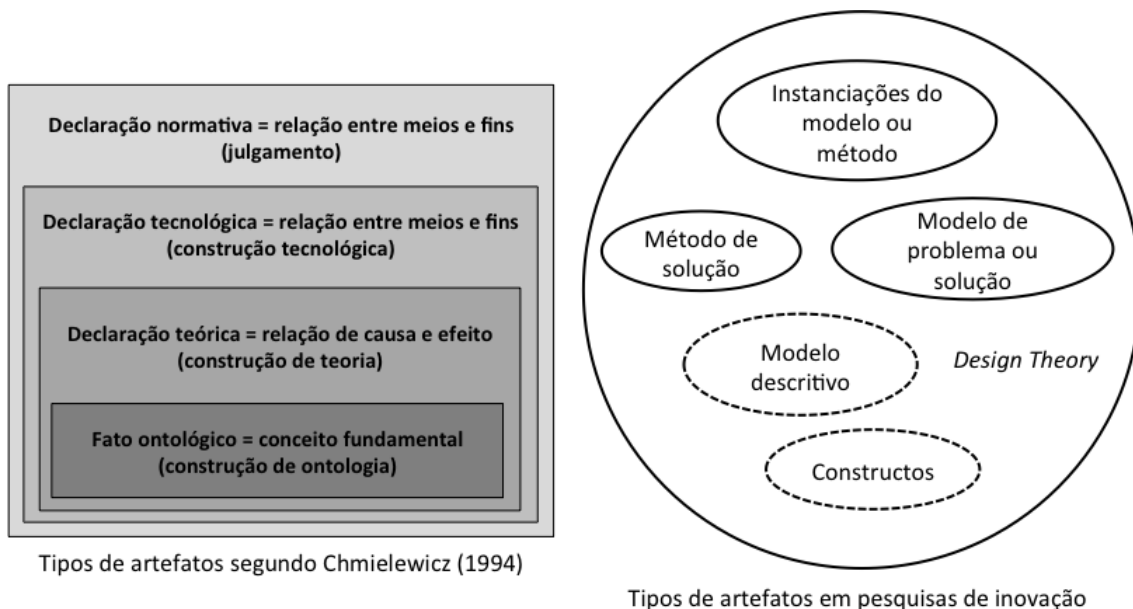 Declaração normativa = relação entre meios e fins
(julgamento)
Declaração tecnológica = relação entre meios e fins
(construção tecnológica)
Declaração teórica = relação de causa e efeito
(construção de teoria)
Fato ontológico = conceito fundamental
(construção de ontologia)
Tipos de artefatos segundo Chmielewicz (1994)
Instanciações do
modelo ou
método
Método de
solução
Modelo de
problema ou
solução
Modelo
descritivo
Design Theory
Constructos
Tipos de artefatos em pesquisas de inovação